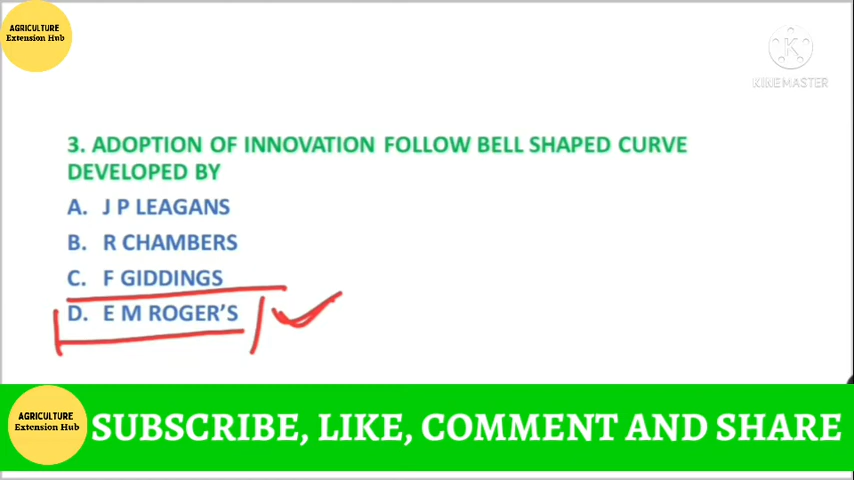 AGRICULTURE
Extension Hub
KINEMASTER
3. ADOPTION OF INNOVATION FOLLOW BELL SHAPED CURVE
DEVELOPED BY
A. J P LEAGANS
B. R CHAMBERS
C. F GIDDINGS
D. E M ROGER'S
AGRICULTURE
Extension Hub
SUBSCRIBE, LIKE, COMMENT AND SHARE